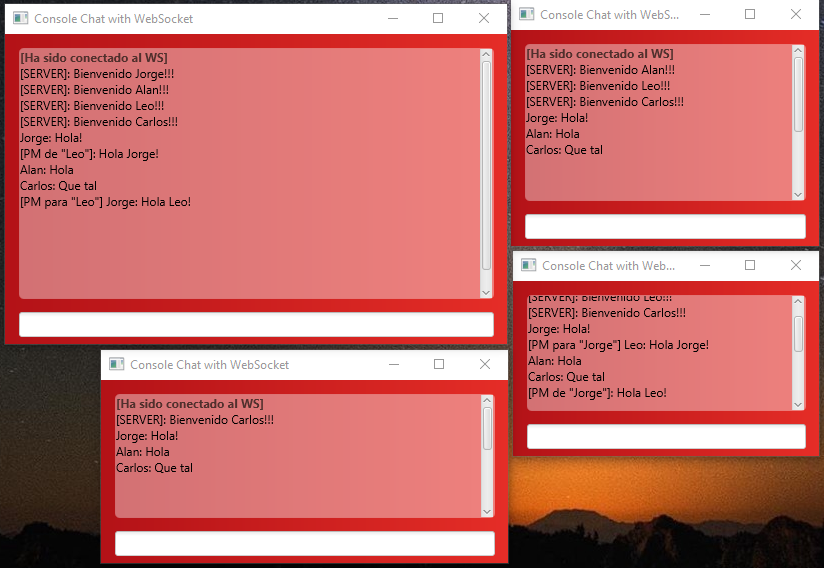 Console Chat with WebSocket
[Ha sido conectado al WS]
[SERVER]: Bienvenido Jorge!!!
[SERVER]: Bienvenido Alan!!!
[SERVER]: Bienvenido Leo!!!
[SERVER]: Bienvenido Carlos!!!
Jorge: Hola!
[PM de "Leo"]: Hola Jorge!
Alan: Hola
Carlos: Que tal
[PM para "Leo"] Jorge: Hola Leo!
Console Chat with WebS...
[Ha sido conectado al WS]
[SERVER]: Bienvenido Alan!!!
[SERVER]: Bienvenido Leo!!!
[SERVER]: Bienvenido Carlos!!!
Jorge: Hola!
Alan: Hola
Carlos: Que tal
Console Chat with Web...
[SERVER]: Bienvenido Leo!!!
[SERVER]: Bienvenido Carlos!!!
Jorge: Hola!
[PM para "Jorge"] Leo: Hola Jorge!
Alan: Hola
Carlos: Que tal
[PM de "Jorge"]: Hola Leo!
Console Chat with WebSocket
[Ha sido conectado al WS]
[SERVER]: Bienvenido Carlos!!!
Jorge: Hola!
Alan: Hola
Carlos: Que tal